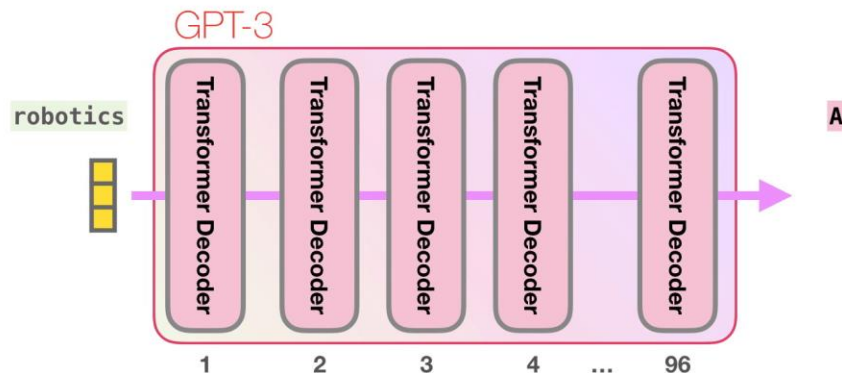 GPT-3
robotics
Transformer Decoder
Transformer Decoder
Transformer Decoder
Transformer Decoder
Transformer Decoder
A
1 2 3 4 ... 96